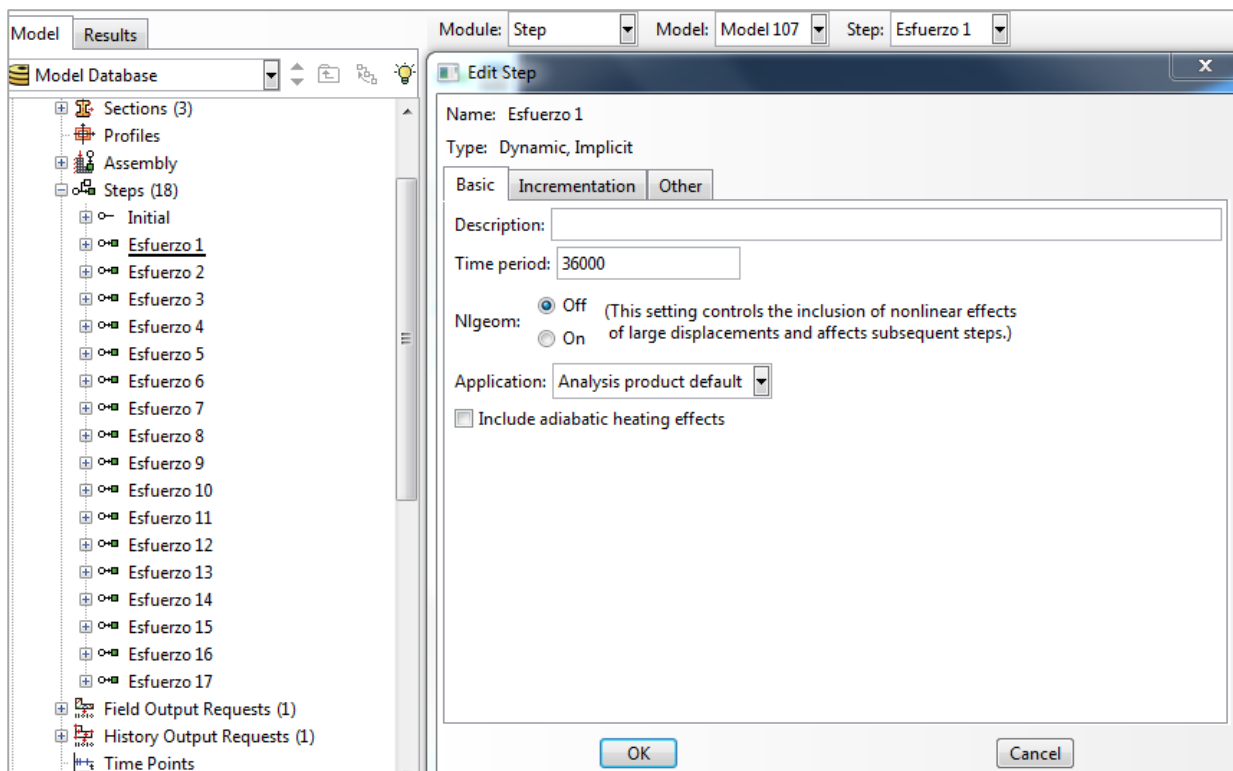 Model
Results
Module: Step
Model: Model 107
Step: Esfuerzo 1
Model Database
Sections (3)
Profiles
Assembly
Steps (18)
Initial
Esfuerzo 1
Esfuerzo 2
Esfuerzo 3
Esfuerzo 4
Esfuerzo 5
Esfuerzo 6
Esfuerzo 7
Esfuerzo 8
Esfuerzo 9
Esfuerzo 10
Esfuerzo 11
Esfuerzo 12
Esfuerzo 13
Esfuerzo 14
Esfuerzo 15
Esfuerzo 16
Esfuerzo 17
Field Output Requests (1)
History Output Requests (1)
Time Points
Edit Step
X
Name: Esfuerzo 1
Type: Dynamic, Implicit
Basic
Incrementation
Other
Description:
Time period: 36000
Nlgeom:
Off
On
(This setting controls the inclusion of nonlinear effects
of large displacements and affects subsequent steps.)
Application: Analysis product default
Include adiabatic heating effects
OK
Cancel